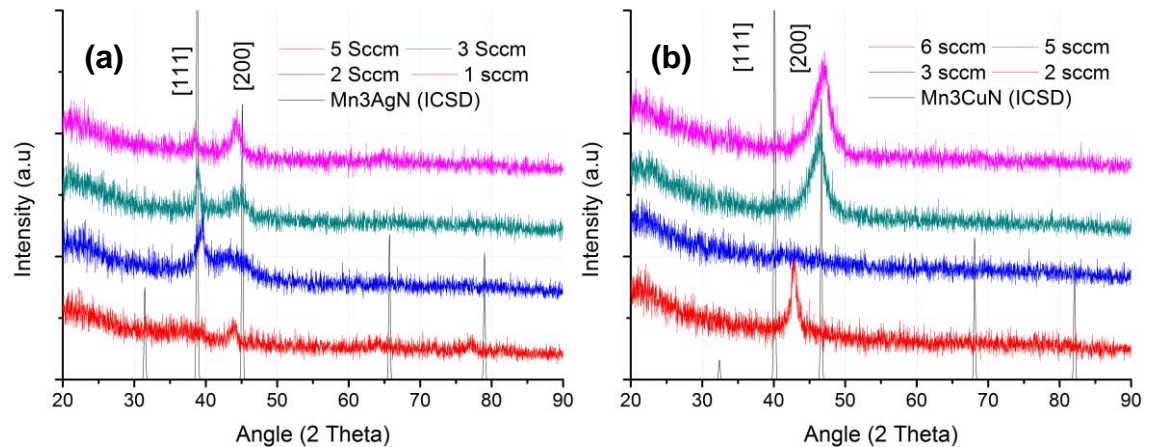 (a)
[111]
[200]
5 Sccm 3 Sccm
2 Sccm 1 sccm
Mn3AgN (ICSD)
Intensity (a.u)
20 30 40 50 60 70 80 90
Angle (2 Theta)
(b)
[111]
[200]
6 sccm 5 sccm
3 sccm 2 sccm
Mn3CuN (ICSD)
Intensity (a.u)
20 30 40 50 60 70 80 90
Angle (2 Theta)